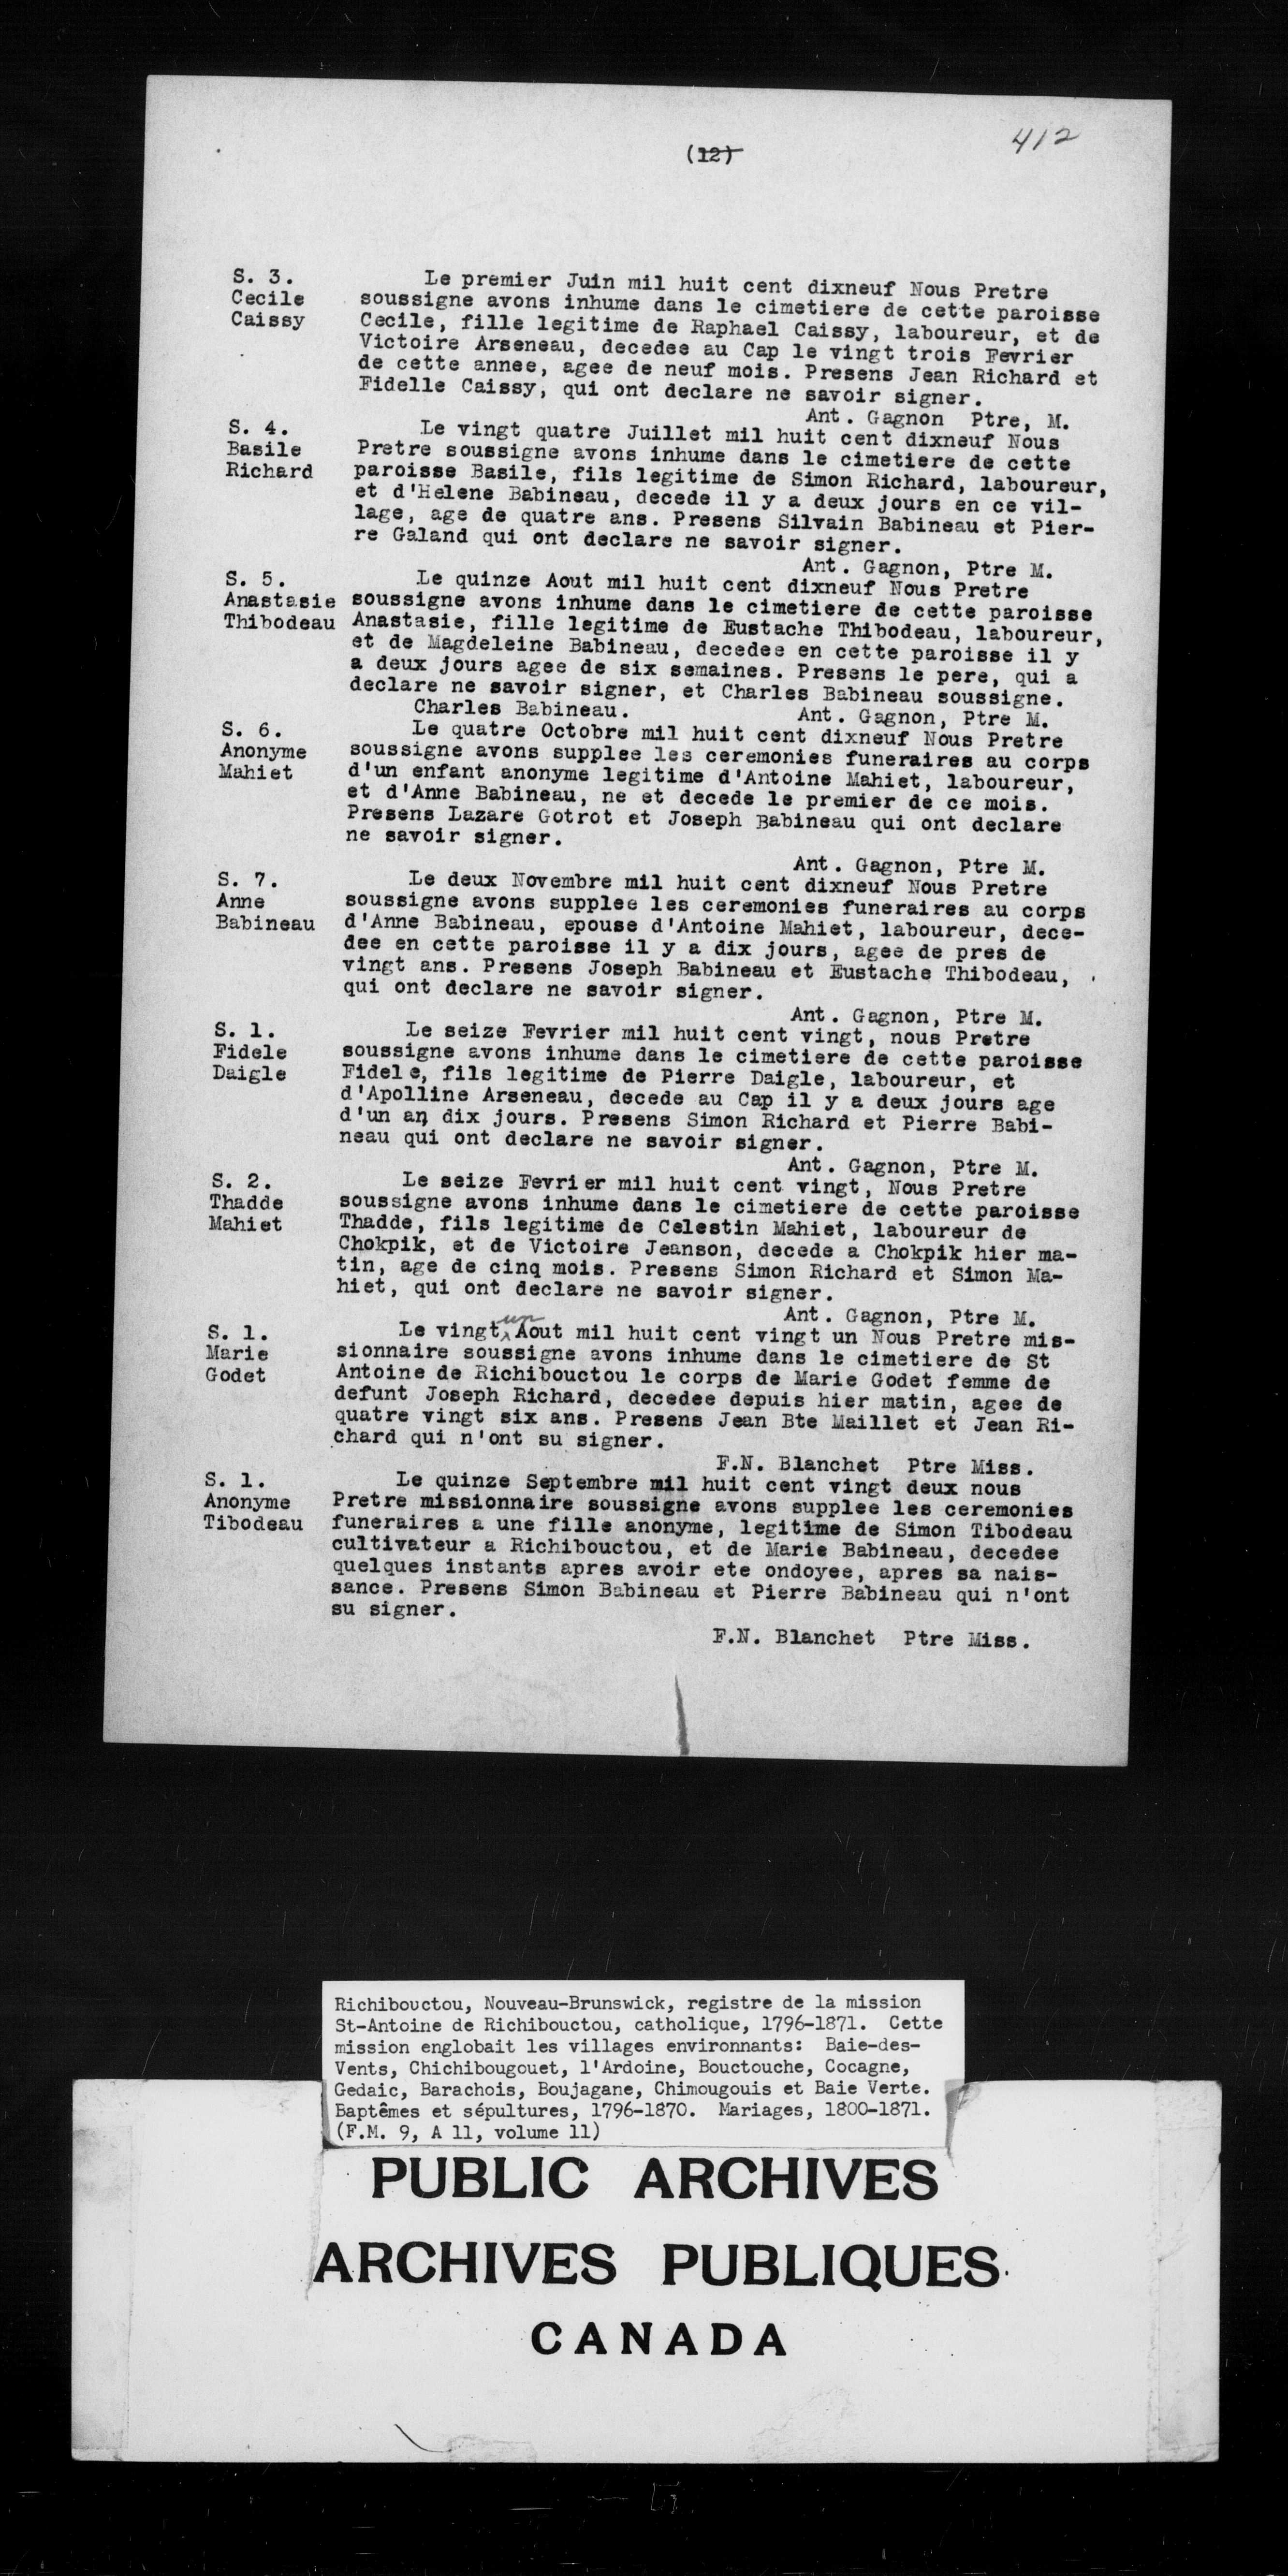 412
(12)
S. 3. Le premier Juin mil huit cent dixneuf Nous Pretre
Cecile soussigne avons inhume dans le cimetiere de cette paroisse
Caissy Cecile, fille legitime de Raphael Caissy, laboureur, et de
Victoire Arseneau, decedee au Cap le vingt trois Fevrier
de cette annee, agee de neuf mois. Presens Jean Richard et
Fidelle Caissy, qui ont declare ne savoir signer.
Ant. Gagnon Ptre, M.
S. 4. Le vingt quatre Juillet mil huit cent dixneuf Nous
Basile Pretre soussigne avons inhume dans le cimetiere de cette
Richard paroisse Basile, fils legitime de Simon Richard, laboureur,
et d'Helene Babineau, decede il y a deux jours en ce vil-
lage, age de quatre ans. Presens Silvain Babineau et Pier-
re Galand qui ont declare ne savoir signer.
Ant. Gagnon, Ptre M.
S. 5. Le quinze Aout mil huit cent dixneuf Nous Pretre
Anastasie soussigne avons inhume dans le cimetiere de cette paroisse
Thibodeau Anastasie, fille legitime de Eustache Thibodeau, laboureur,
et de Magdeleine Babineau, decedee en cette paroisse il y
a deux jours agee de six semaines. Presens le pere, qui a
declare ne savoir signer, et Charles Babineau soussigne.
Charles Babineau. Ant. Gagnon, Ptre M.
S. 6. Le quatre Octobre mil huit cent dixneuf Nous Pretre
Anonyme soussigne avons supplee les ceremonies funeraires au corps
Mahiet d'un enfant anonyme legitime d'Antoine Mahiet, laboureur,
et d'Anne Babineau, ne et decede le premier de ce mois.
Presens Lazare Gotrot et Joseph Babineau qui ont declare
ne savoir signer.
Ant. Gagnon, Ptre M.
S. 7. Le deux Novembre mil huit cent dixneuf Nous Pretre
Anne soussigne avons supplee les ceremonies funeraires au corps
Babineau d'Anne Babineau, epouse d'Antoine Mahiet, laboureur, dece-
dee en cette paroisse il y a dix jours, agee de pres de
vingt ans. Presens Joseph Babineau et Eustache Thibodeau,
qui ont declare ne savoir signer.
Ant. Gagnon, Ptre M.
S. 1. Le seize Fevrier mil huit cent vingt, nous Pretre
Fidele soussigne avons inhume dans le cimetiere de cette paroisse
Daigle Fidele, fils legitime de Pierre Daigle, laboureur, et
d'Apolline Arseneau, decede au Cap il y a deux jours age
d'un an dix jours. Presens Simon Richard et Pierre Babi-
neau qui ont declare ne savoir signer.
Ant. Gagnon, Ptre M.
S. 2. Le seize Fevrier mil huit cent vingt, Nous Pretre
Thadde soussigne avons inhume dans le cimetiere de cette paroisse
Mahiet Thadde, fils legitime de Celestin Mahiet, laboureur de
Chokpik, et de Victoire Jeanson, decede a Chokpik hier ma-
tin, age de cinq mois. Presens Simon Richard et Simon Ma-
hiet, qui ont declare ne savoir signer.
Ant. Gagnon, Ptre M.
S. 1. Le vingt un Aout mil huit cent vingt un Nous Pretre mis-
Marie sionnaire soussigne avons inhume dans le cimetiere de St
Godet Antoine de Richibouctou le corps de Marie Godet femme de
defunt Joseph Richard, decedee depuis hier matin, agee de
quatre vingt six ans. Presens Jean Bte Maillet et Jean Ri-
chard qui n'ont su signer.
F.N. Blanchet Ptre Miss.
S. 1. Le quinze Septembre mil huit cent vingt deux nous
Anonyme Pretre missionnaire soussigne avons supplee les ceremonies
Tibodeau funeraires a une fille anonyme, legitime de Simon Tibodeau
cultivateur a Richibouctou, et de Marie Babineau, decedee
quelques instants apres avoir ete ondoyee, apres sa nais-
sance. Presens Simon Babineau et Pierre Babineau qui n'ont
su signer.
F.N. Blanchet Ptre Miss.
Richibouctou, Nouveau-Brunswick, registre de la mission
St-Antoine de Richibouctou, catholique, 1796-1871. Cette
mission englobait les villages environnants: Baie-des-
Vents, Chichibougouet, l'Ardoine, Bouctouche, Cocagne,
Gedaic, Barachois, Boujagane, Chimougouis et Baie Verte.
Baptêmes et sépultures, 1796-1870. Mariages, 1800-1871.
(F.M. 9, A 11, volume 11)
PUBLIC ARCHIVES
ARCHIVES PUBLIQUES
CANADA